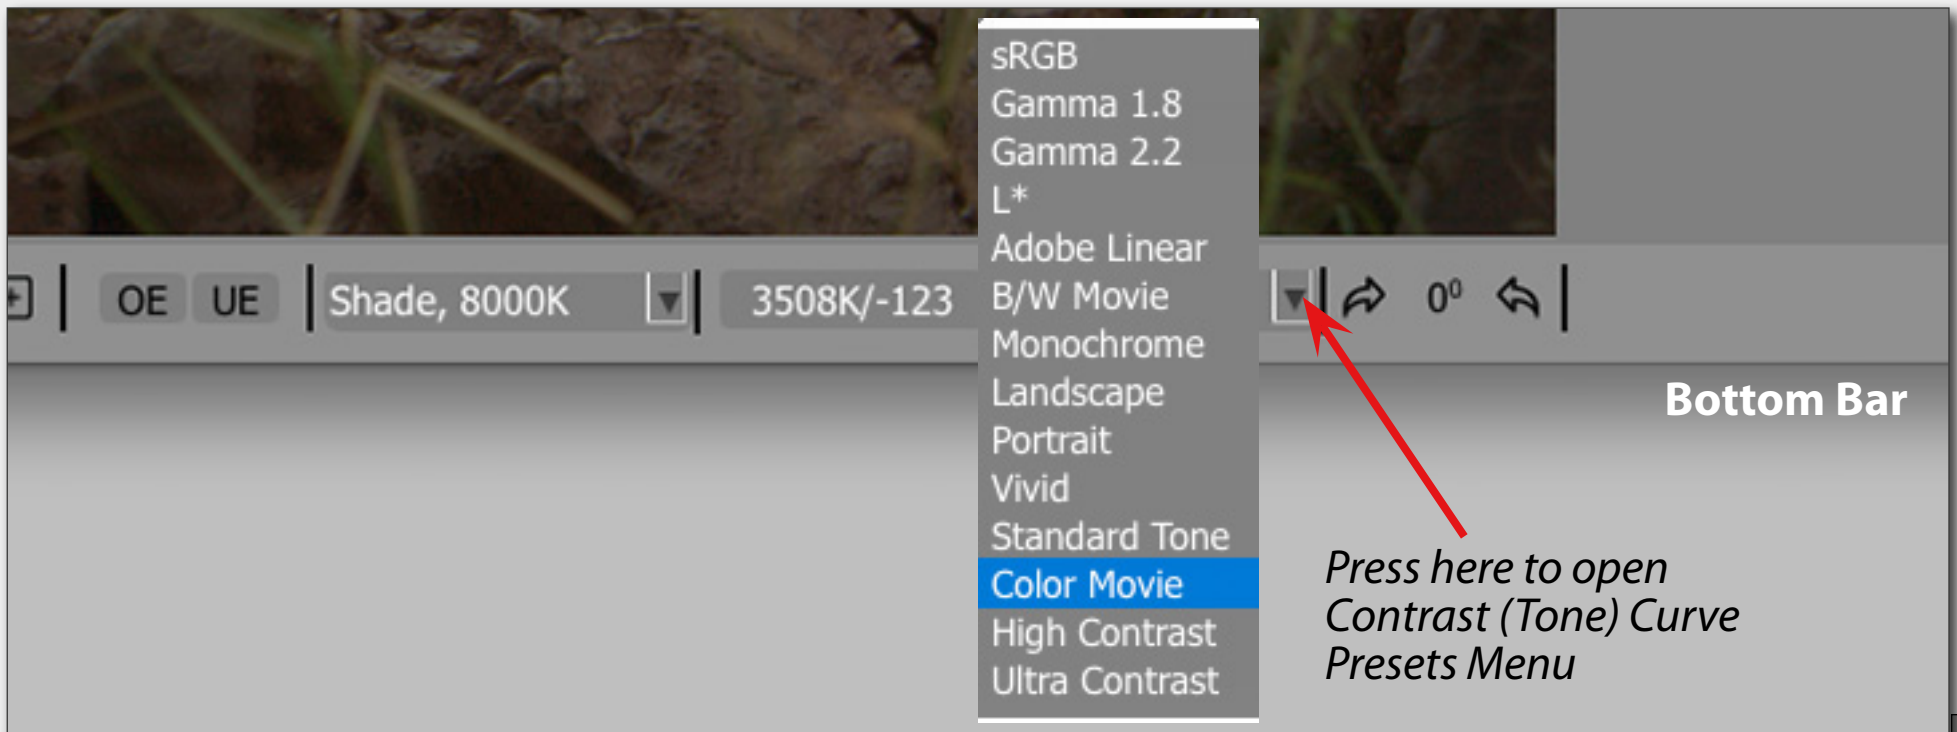 sRGB
Gamma 1.8
Gamma 2.2
L*
Adobe Linear
B/W Movie
Monochrome
Landscape
Portrait
Vivid
Standard Tone
Color Movie
High Contrast
Ultra Contrast
OE UE Shade, 8000K 3508K/-123 0⁰
Bottom Bar
Press here to open
Contrast (Tone) Curve
Presets Menu